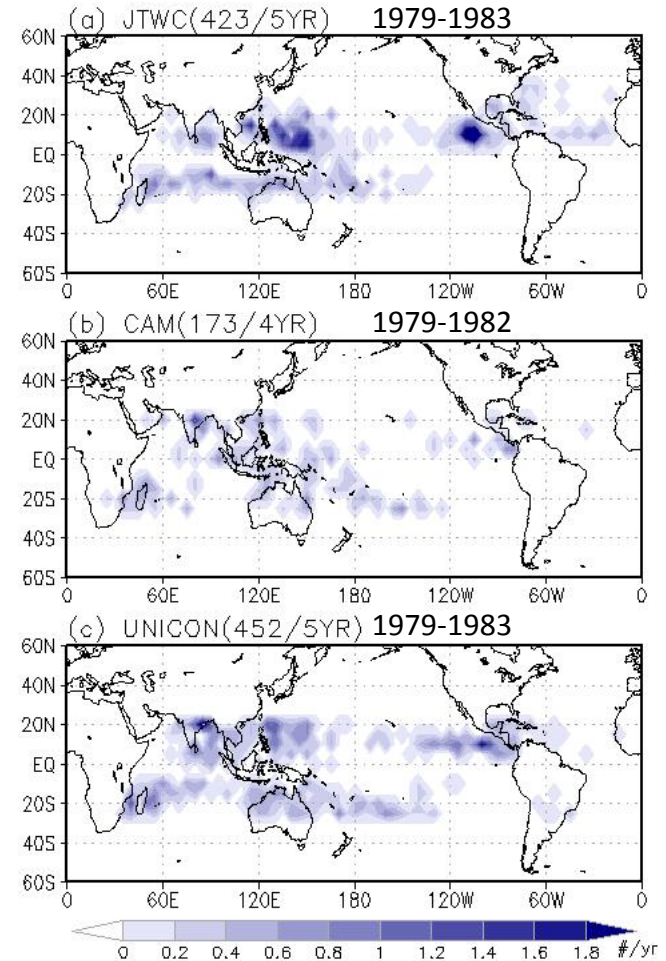 (a) JTWC(423/5YR) 1979-1983
60N
40N
20N
EQ
20S
40S
60S
0 60E 120E 180 120W 60W 0
(b) CAM(173/4YR) 1979-1982
60N
40N
20N
EQ
20S
40S
60S
0 60E 120E 180 120W 60W 0
(c) UNICON(452/5YR) 1979-1983
60N
40N
20N
EQ
20S
40S
60S
0 60E 120E 180 120W 60W 0
0 0.2 0.4 0.6 0.8 1 1.2 1.4 1.6 1.8 #/yr